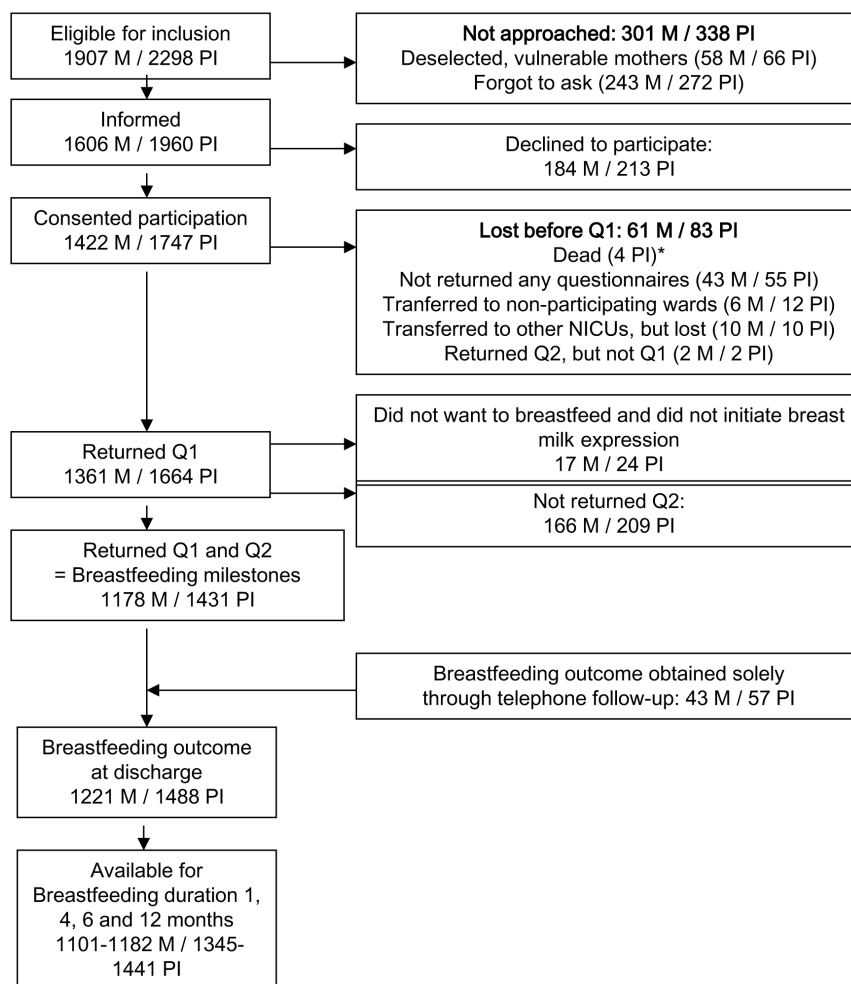 Eligible for inclusion
1907 M / 2298 PI
Not approached: 301 M / 338 PI
Deselected, vulnerable mothers (58 M / 66 PI)
Forgot to ask (243 M / 272 PI)
Informed
1606 M / 1960 PI
Declined to participate:
184 M / 213 PI
Consented participation
1422 M / 1747 PI
Lost before Q1: 61 M / 83 PI
Dead (4 PI)*
Not returned any questionnaires (43 M / 55 PI)
Tranferred to non-participating wards (6 M / 12 PI)
Transferred to other NICUs, but lost (10 M / 10 PI)
Returned Q2, but not Q1 (2 M / 2 PI)
Did not want to breastfeed and did not initiate breast
milk expression
17 M / 24 PI
Returned Q1
1361 M / 1664 PI
Not returned Q2:
166 M / 209 PI
Returned Q1 and Q2
= Breastfeeding milestones
1178 M / 1431 PI
Breastfeeding outcome obtained solely
through telephone follow-up: 43 M / 57 PI
Breastfeeding outcome
at discharge
1221 M / 1488 PI
Available for
Breastfeeding duration 1,
4, 6 and 12 months
1101-1182 M / 1345-
1441 PI